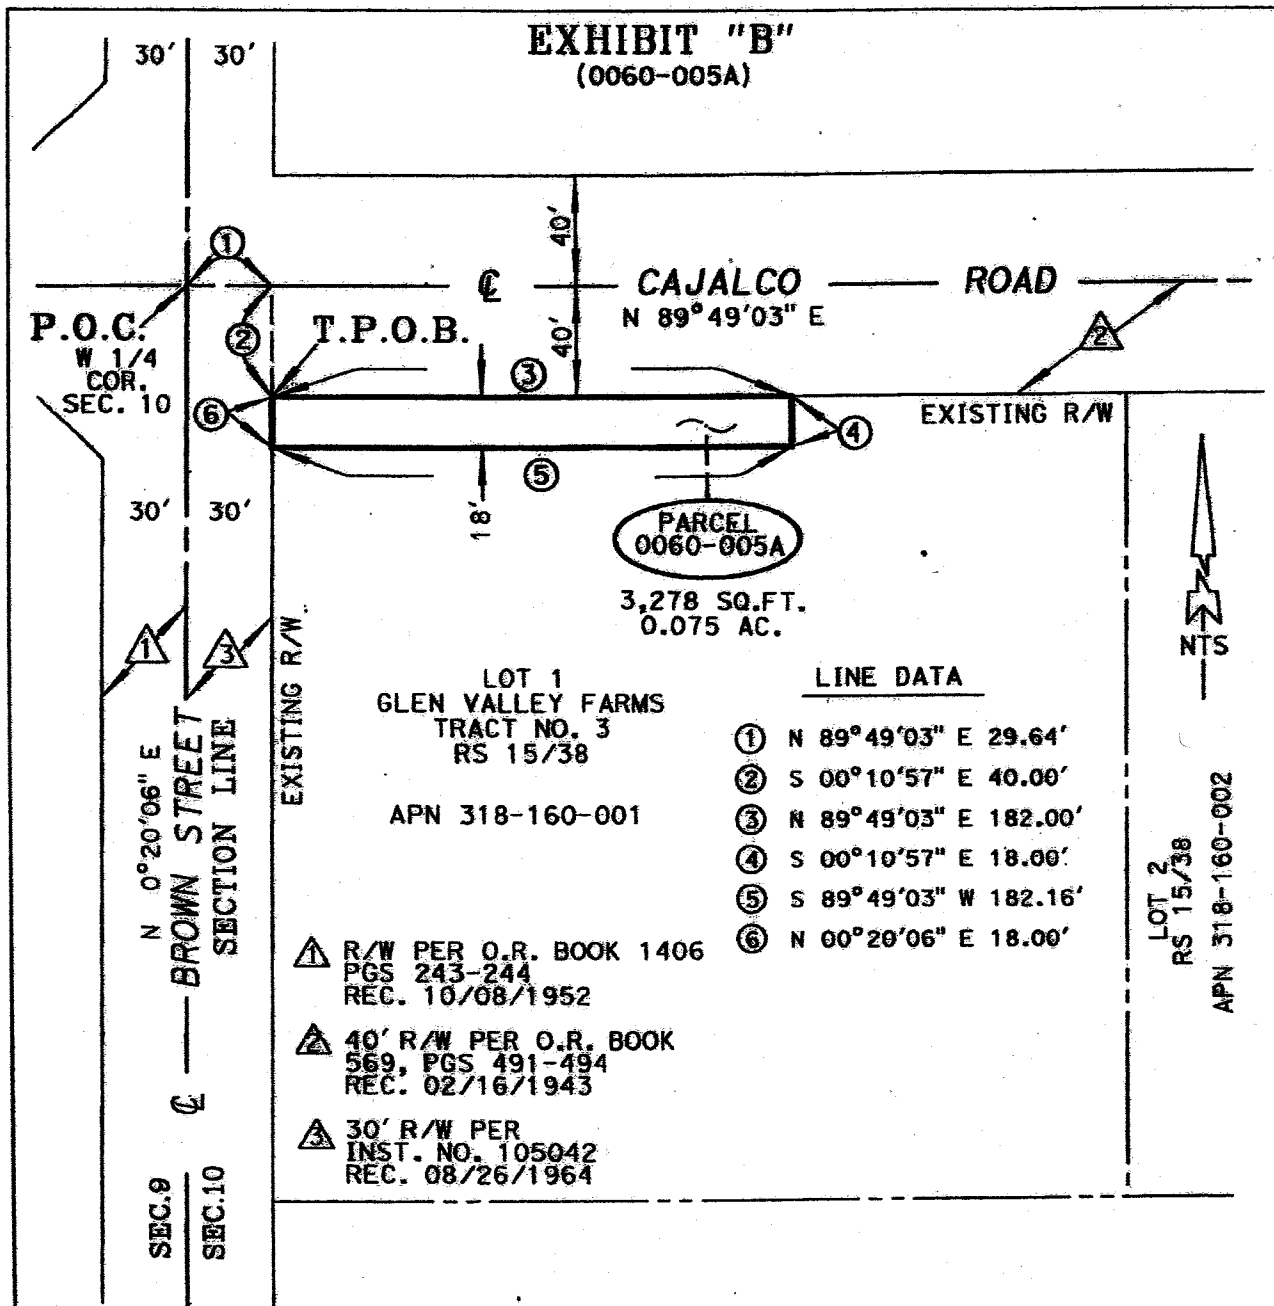 EXHIBIT "B"
(0060-005A)
30' 30'
40'
1
℄ CAJALCO ROAD
N 89°49'03" E
40'
2
P.O.C.
W 1/4
COR.
SEC. 10
2
T.P.O.B.
3
6
4
EXISTING R/W
5
30' 30'
18'
PARCEL
0060-005A
3,278 SQ.FT.
0.075 AC.
NTS
1
3
EXISTING R/W
N 0°20'06" E
℄ BROWN STREET
SECTION LINE
SEC.9
SEC.10
LOT 1
GLEN VALLEY FARMS
TRACT NO. 3
RS 15/38
APN 318-160-001
LINE DATA
1 N 89°49'03" E 29.64'
2 S 00°10'57" E 40.00'
3 N 89°49'03" E 182.00'
4 S 00°10'57" E 18.00'
5 S 89°49'03" W 182.16'
6 N 00°20'06" E 18.00'
LOT 2
RS 15/38
APN 318-160-002
1 R/W PER O.R. BOOK 1406
PGS 243-244
REC. 10/08/1952
2 40' R/W PER O.R. BOOK
569, PGS 491-494
REC. 02/16/1943
3 30' R/W PER
INST. NO. 105042
REC. 08/26/1964